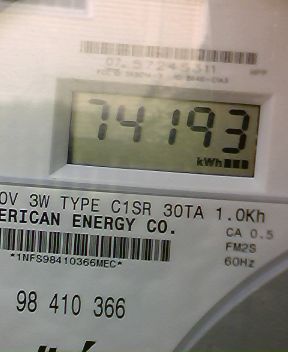 74193
kWh
0V 3W TYPE C1SR 30TA 1.0Kh
ERICAN ENERGY CO.
CA 0.5
FM2S
*1NFS98410366MEC*
60Hz
98 410 366